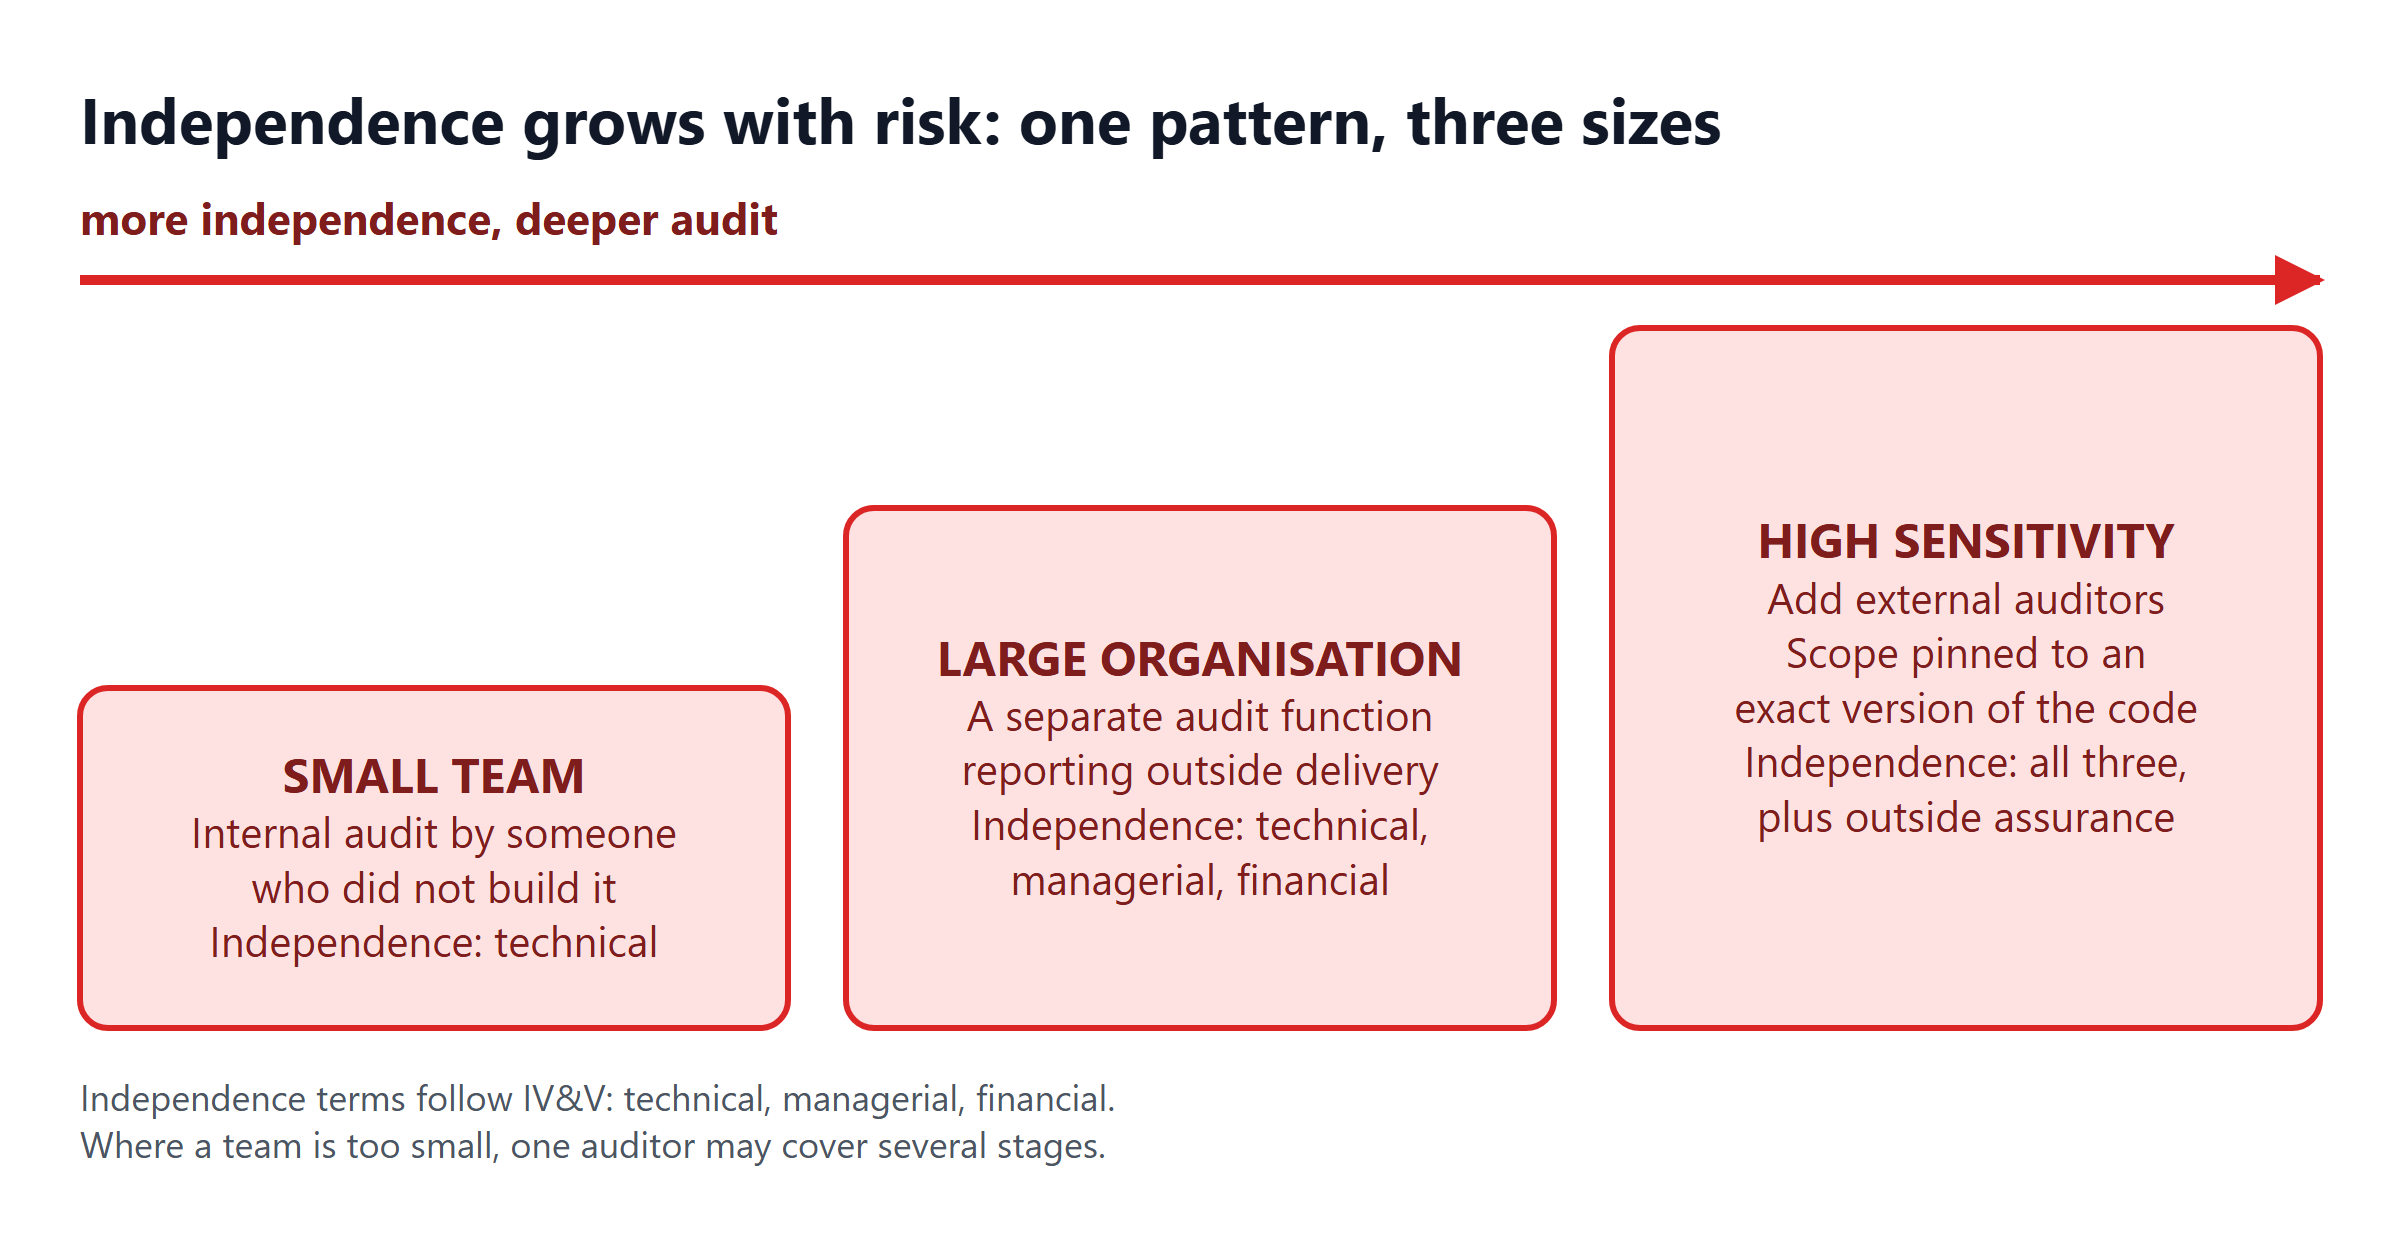 Independence grows with risk: one pattern, three sizes
more independence, deeper audit
SMALL TEAM
Internal audit by someone
who did not build it
Independence: technical
LARGE ORGANISATION
A separate audit function
reporting outside delivery
Independence: technical,
managerial, financial
HIGH SENSITIVITY
Add external auditors
Scope pinned to an
exact version of the code
Independence: all three,
plus outside assurance
Independence terms follow IV&V: technical, managerial, financial.
Where a team is too small, one auditor may cover several stages.